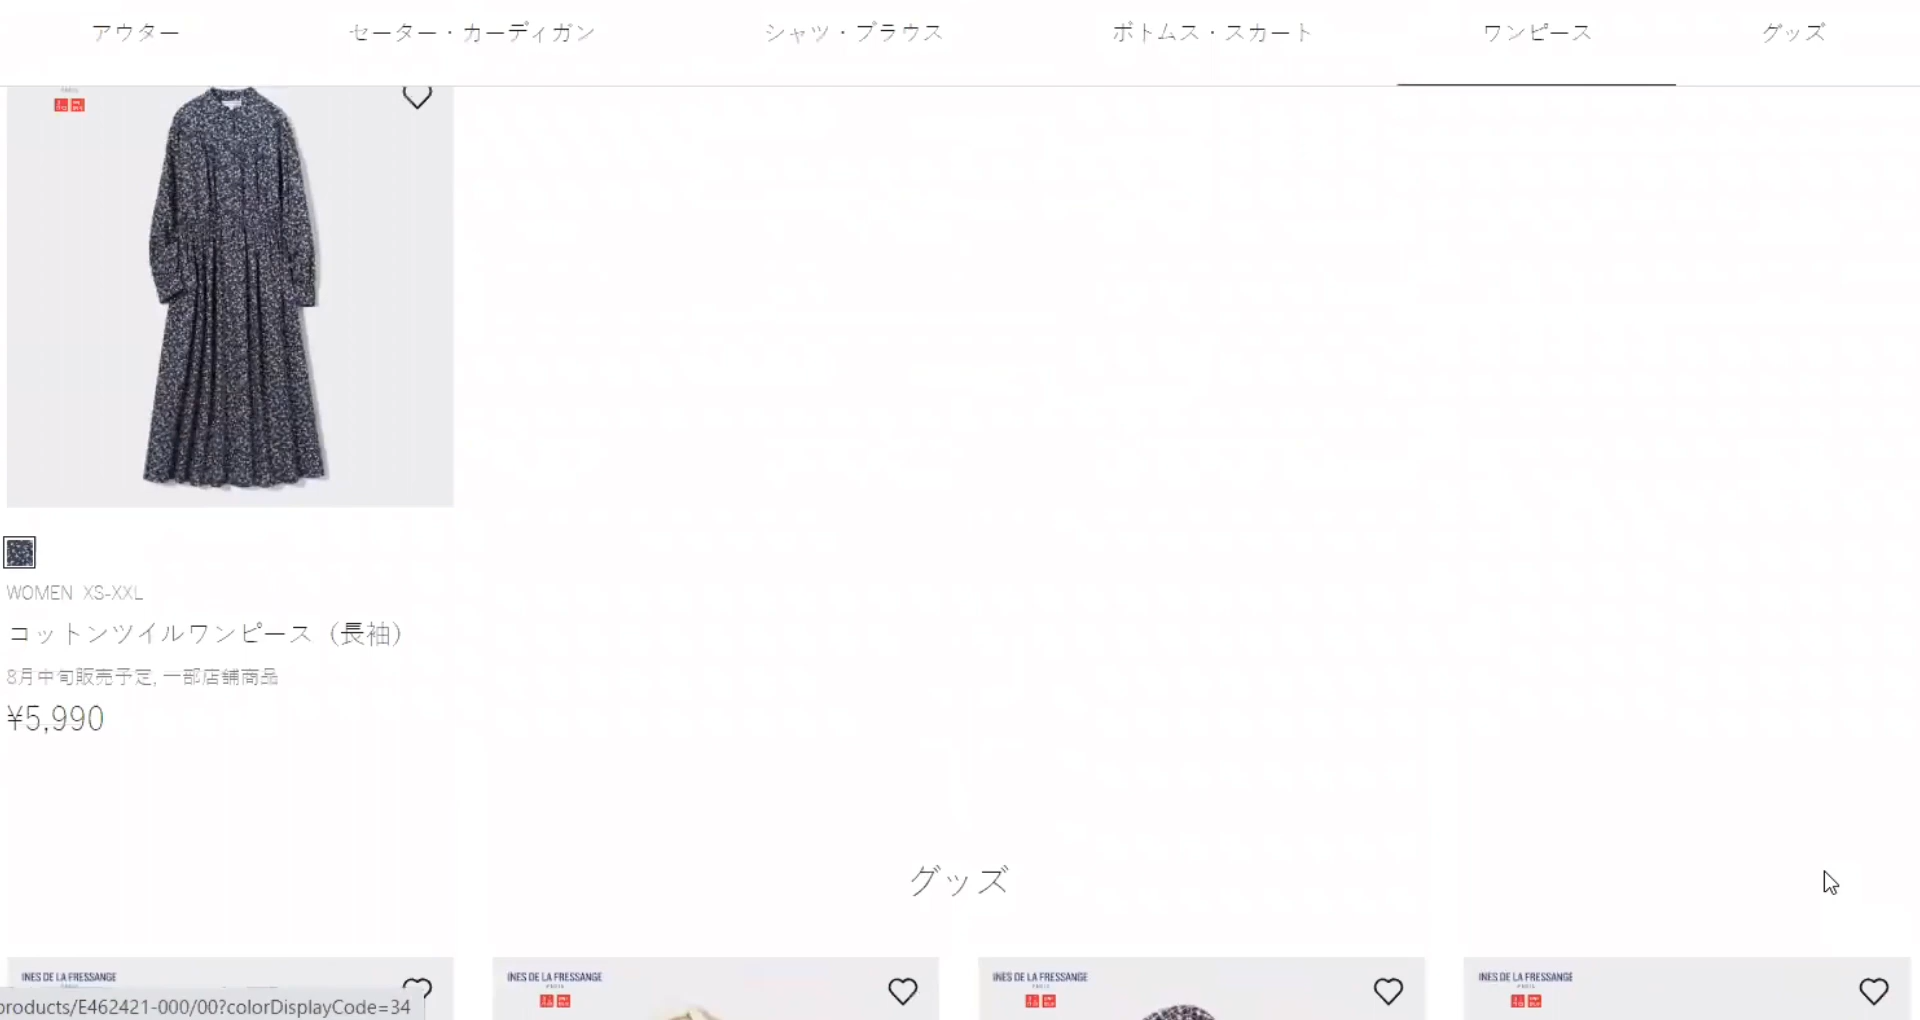 アウター
セーター・カーディガン
シャツ・ブラウス
ボトムス・スカート
ワンピース
グッズ
WOMEN XS-XXL
コットンツイルワンピース（長袖）
8月中旬販売予定, 一部店舗商品
¥5,990
グッズ
INES DE LA FRESSANGE
INES DE LA FRESSANGE
PARIS
INES DE LA FRESSANGE
PARIS
INES DE LA FRESSANGE
PARIS
products/E462421-000/00?colorDisplayCode=34